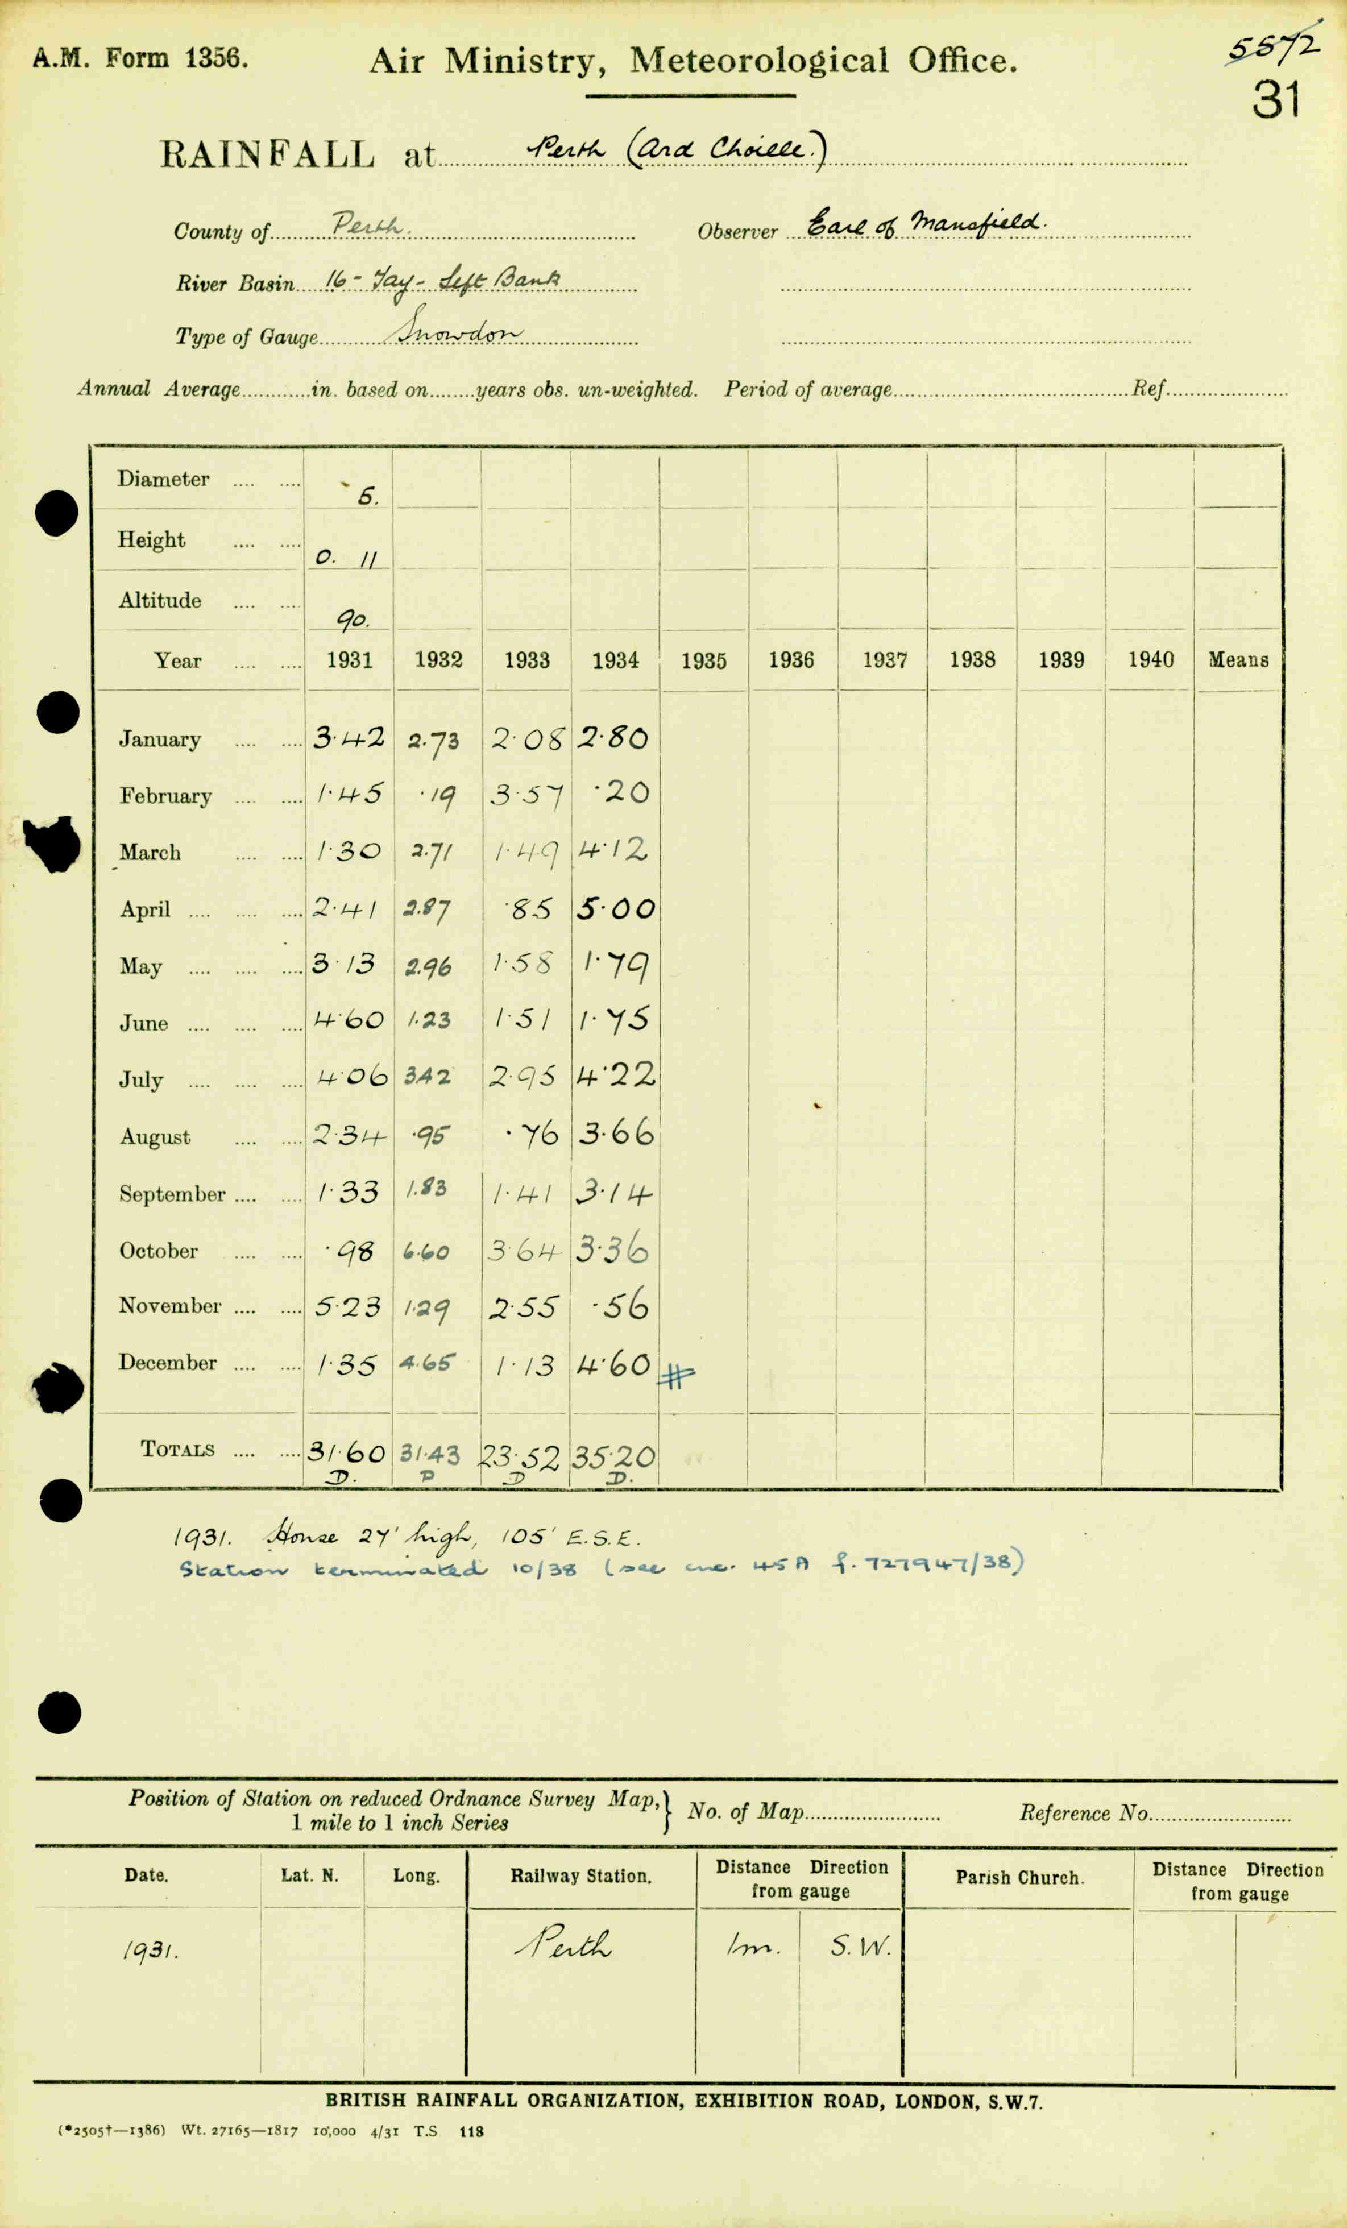 A.M. Form 1356. Air Ministry, Meteorological Office. 5572
31
RAINFALL at Perth (Ard Choille.)
County of Perth. Observer Earl of Mansfield.
River Basin 16 - Tay - Left Bank
Type of Gauge Snowdon
Annual Average in. based on years obs. un-weighted. Period of average Ref.
Diameter 5.
Height 0. 11
Altitude 90.
Year 1931 1932 1933 1934 1935 1936 1937 1938 1939 1940 Means
January 3·42 2·73 2·08 2·80
February 1·45 ·19 3·57 ·20
March 1·30 2·71 1·49 4·12
April 2·41 2·87 ·85 5·00
May 3·13 2·96 1·58 1·79
June 4·60 1·23 1·51 1·75
July 4·06 3·42 2·95 4·22
August 2·34 ·95 ·76 3·66
September 1·33 1·83 1·41 3·14
October ·98 6·60 3·64 3·36
November 5·23 1·29 2·55 ·56
December 1·35 4·65 1·13 4·60 #
TOTALS 31·60 31·43 23·52 35·20
D. D D D.
1931. House 27' high, 105' E.S.E.
Station terminated 10/38 (see enc. 45A f. 727947/38)
Position of Station on reduced Ordnance Survey Map, } No. of Map Reference No.
1 mile to 1 inch Series
Date. Lat. N. Long. Railway Station. Distance Direction from gauge Parish Church. Distance Direction from gauge
1931. Perth 1m. S.W.
BRITISH RAINFALL ORGANIZATION, EXHIBITION ROAD, LONDON, S.W.7.
(*2505†—1386) Wt. 27165—1817 10,000 4/31 T.S 118